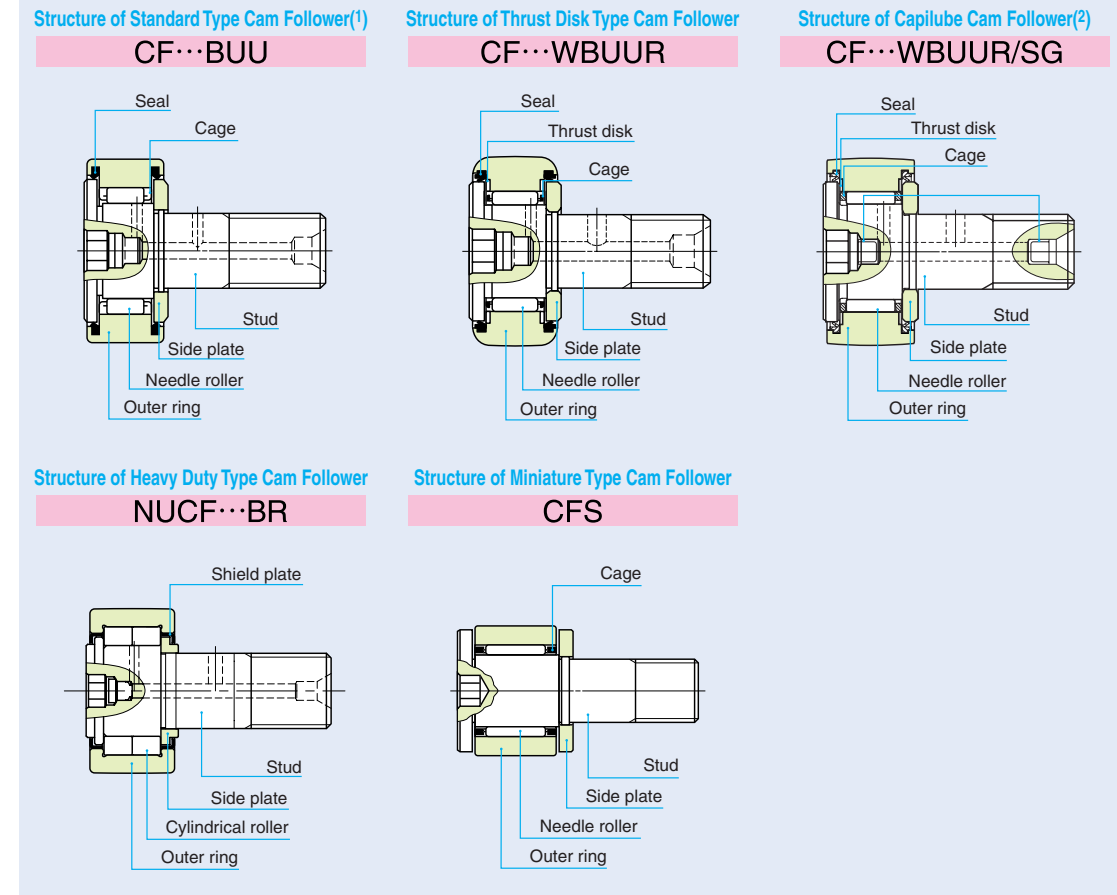 Structure of Standard Type Cam Follower(1)
CF···BUU
Seal
Cage
Stud
Side plate
Needle roller
Outer ring
Structure of Thrust Disk Type Cam Follower
CF···WBUUR
Seal
Thrust disk
Cage
Stud
Side plate
Needle roller
Outer ring
Structure of Capilube Cam Follower(2)
CF···WBUUR/SG
Seal
Thrust disk
Cage
Stud
Side plate
Needle roller
Outer ring
Structure of Heavy Duty Type Cam Follower
NUCF···BR
Shield plate
Stud
Side plate
Cylindrical roller
Outer ring
Structure of Miniature Type Cam Follower
CFS
Cage
Stud
Side plate
Needle roller
Outer ring